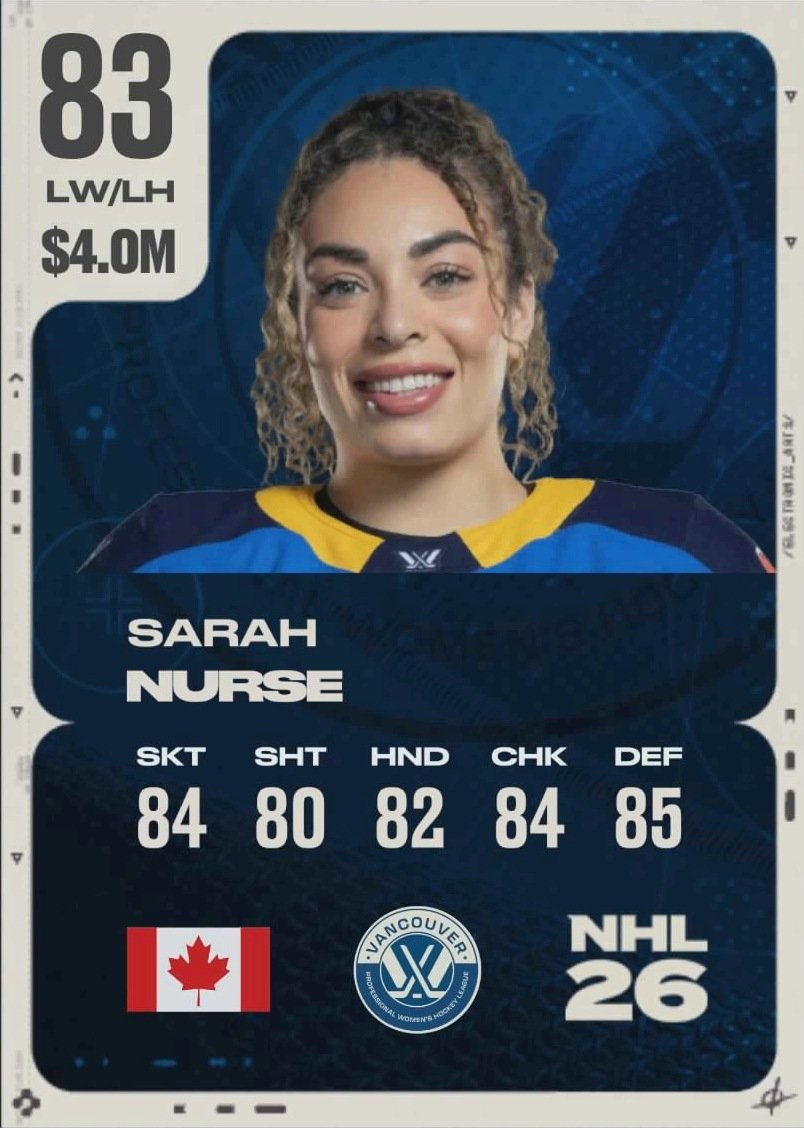 83
LW/LH
$4.0M
SARAH
NURSE
SKT SHT HND CHK DEF
84 80 82 84 85
VANCOUVER
PROFESSIONAL WOMEN'S HOCKEY LEAGUE
NHL
26